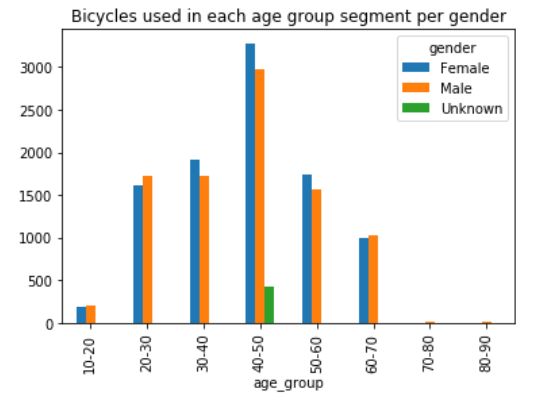 Bicycles used in each age group segment per gender
gender
Female
Male
Unknown
3000
2500
2000
1500
1000
500
0
10-20
20-30
30-40
40-50
50-60
60-70
70-80
80-90
age_group